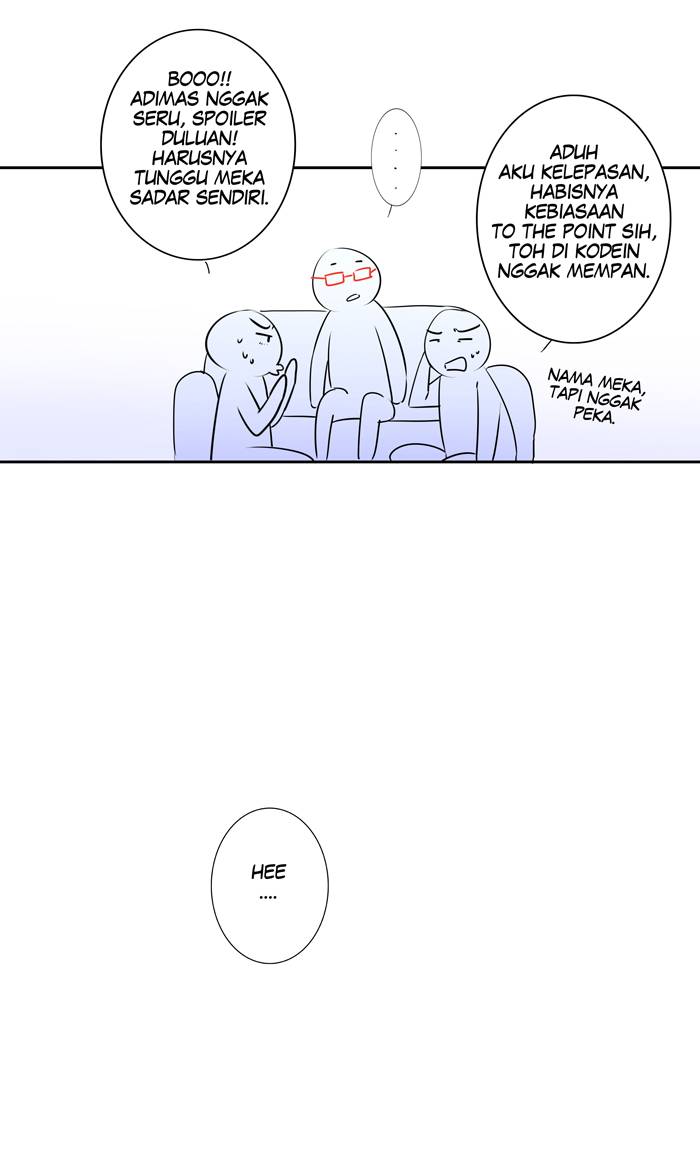 BOOO!!
ADIMAS NGGAK
SERU, SPOILER
DULUAN!
HARUSNYA
TUNGGU MEKA
SADAR SENDIRI.
....
ADUH
AKU KELEPASAN,
HABISNYA
KEBIASAAN
TO THE POINT SIH,
TOH DI KODEIN
NGGAK MEMPAN.
NAMA MEKA,
TAPI NGGAK
PEKA.
HEE
....